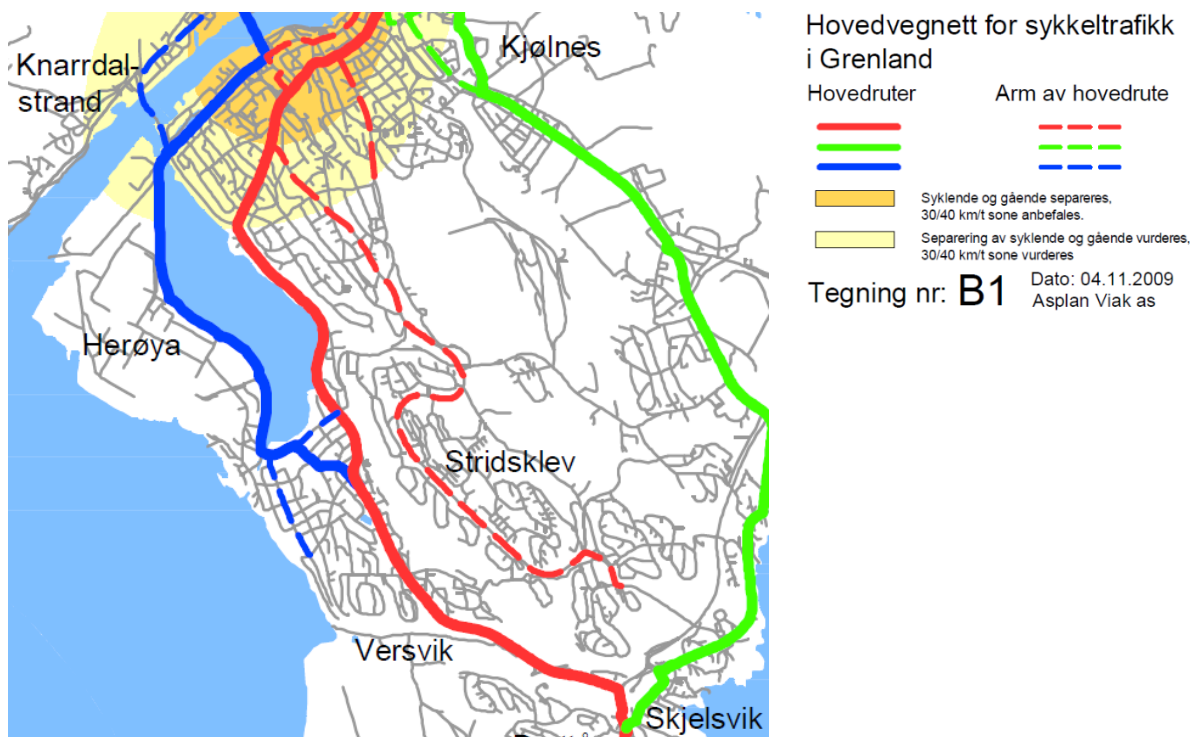 Knarrdal-
strand
Kjølnes
Herøya
Stridsklev
Versvik
Skjelsvik
Hovedvegnett for sykkeltrafikk
i Grenland
Hovedruter Arm av hovedrute
Syklende og gående separeres,
30/40 km/t sone anbefales.
Separering av syklende og gående vurderes,
30/40 km/t sone vurderes
Tegning nr: B1
Dato: 04.11.2009
Asplan Viak as